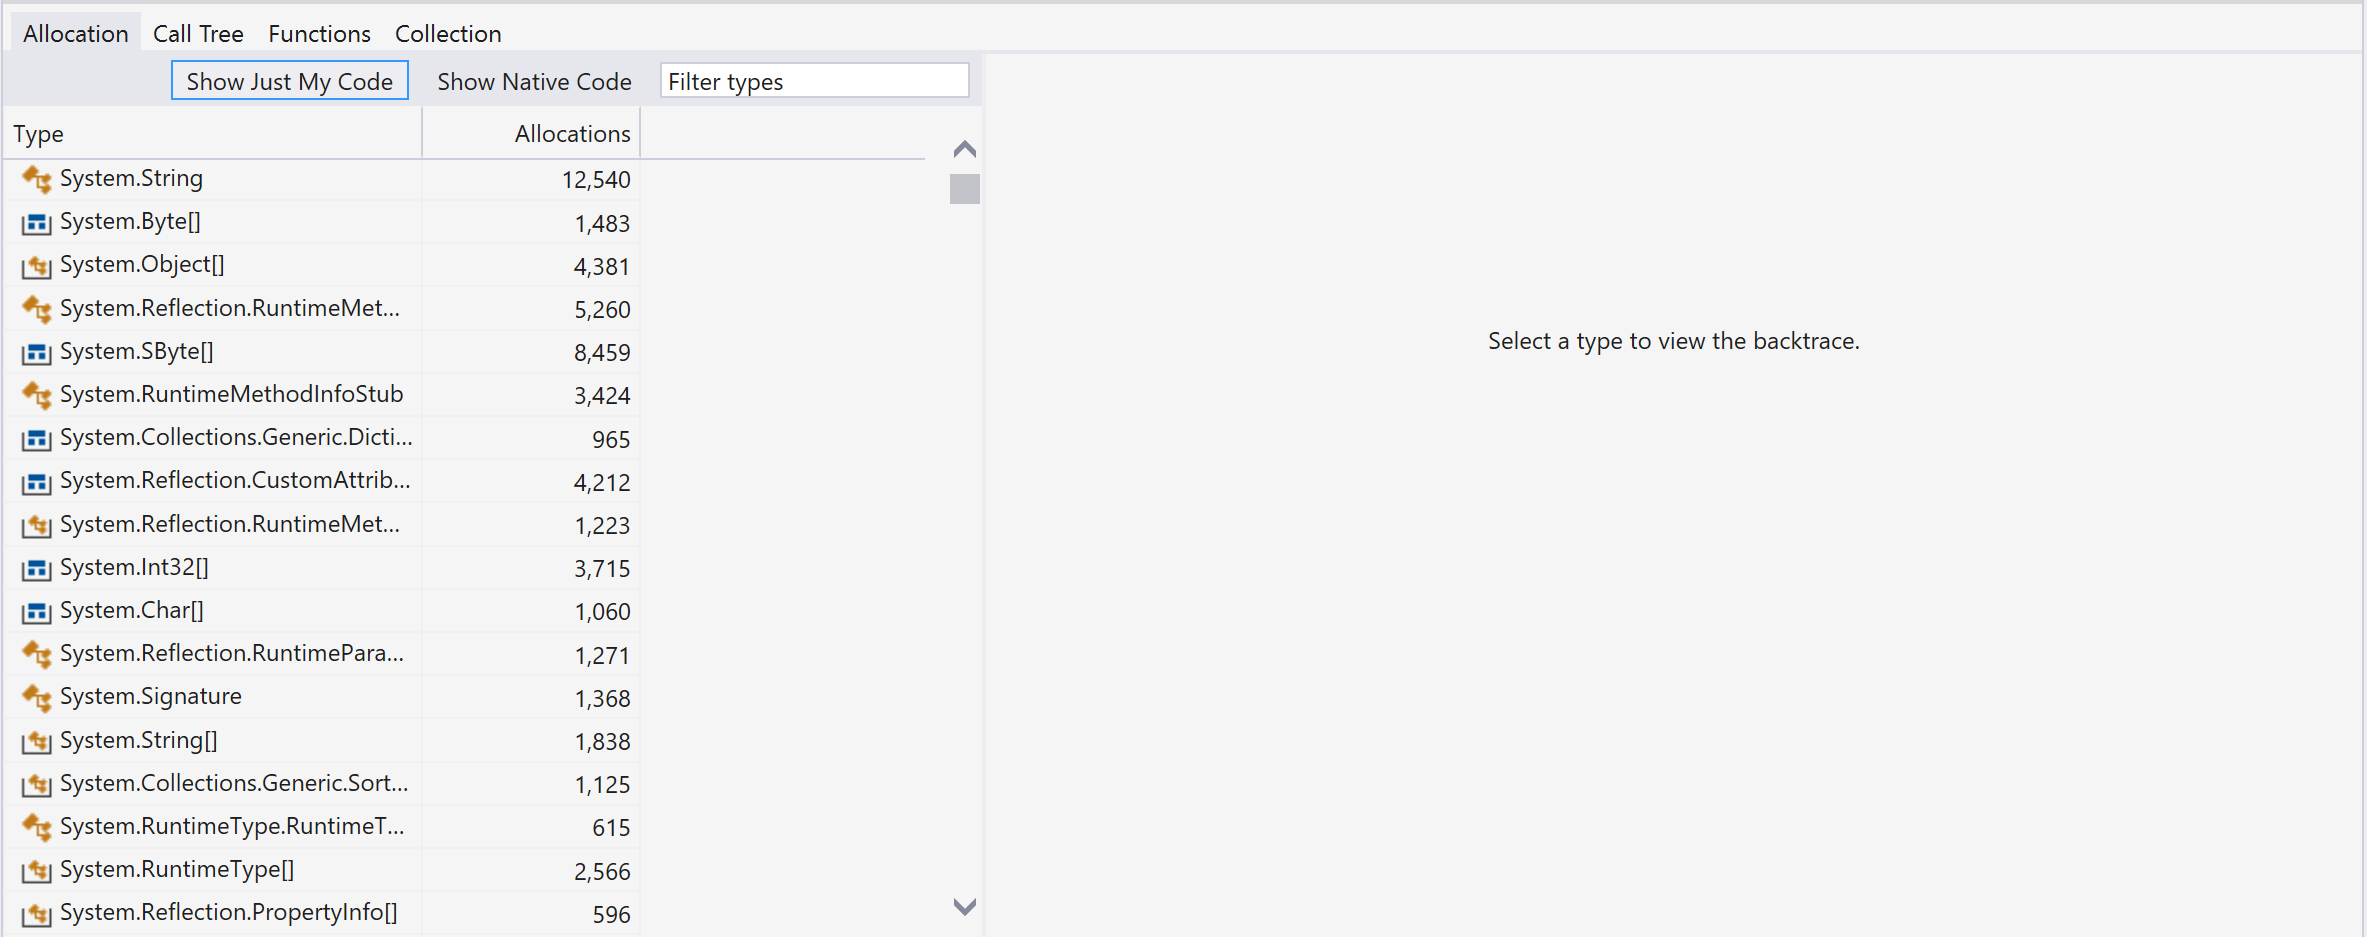 Allocation Call Tree Functions Collection
Show Just My Code Show Native Code Filter types
Type Allocations
System.String 12,540
System.Byte[] 1,483
System.Object[] 4,381
System.Reflection.RuntimeMet... 5,260
System.SByte[] 8,459
System.RuntimeMethodInfoStub 3,424
System.Collections.Generic.Dicti... 965
System.Reflection.CustomAttrib... 4,212
System.Reflection.RuntimeMet... 1,223
System.Int32[] 3,715
System.Char[] 1,060
System.Reflection.RuntimePara... 1,271
System.Signature 1,368
System.String[] 1,838
System.Collections.Generic.Sort... 1,125
System.RuntimeType.RuntimeT... 615
System.RuntimeType[] 2,566
System.Reflection.PropertyInfo[] 596
Select a type to view the backtrace.